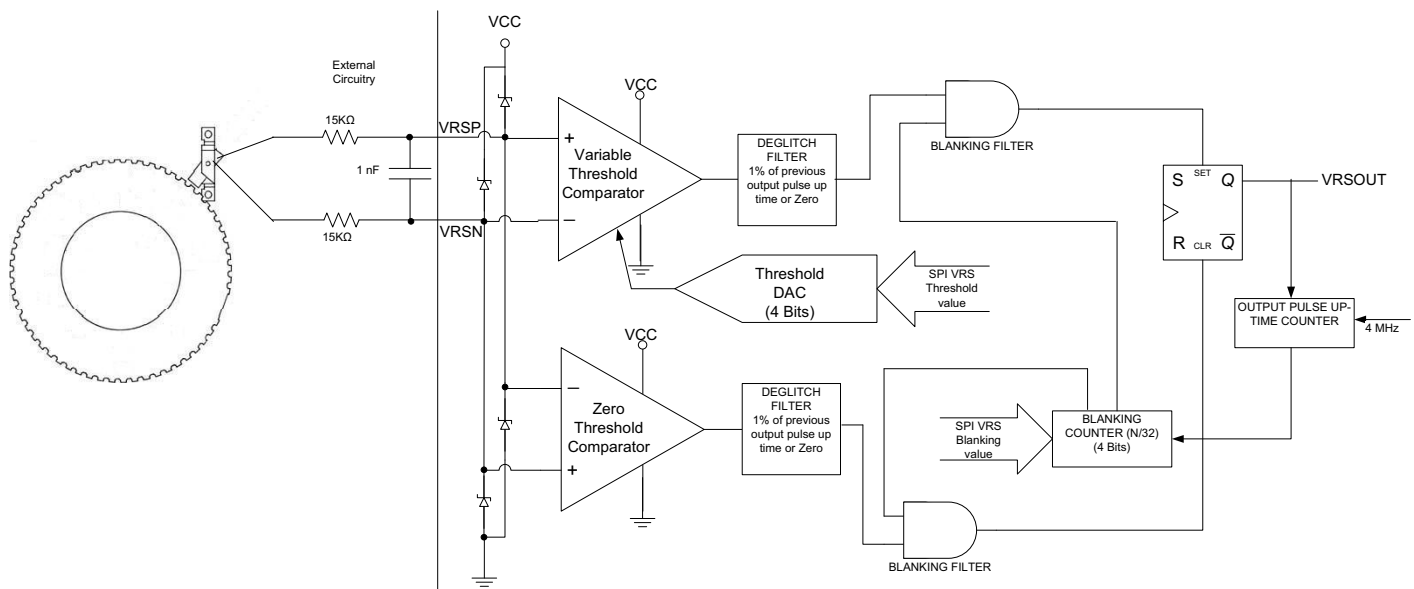 VCC
External
Circuitry
15KΩ
VRSP
1 nF
15KΩ
VRSN
VCC
+
Variable
Threshold
Comparator
−
DEGLITCH
FILTER
1% of previous
output pulse up
time or Zero
BLANKING FILTER
S SET Q
R CLR Q̅
VRSOUT
Threshold
DAC
(4 Bits)
SPI VRS
Threshold
value
OUTPUT PULSE UP-
TIME COUNTER
4 MHz
VCC
−
Zero
Threshold
Comparator
+
DEGLITCH
FILTER
1% of previous
output pulse up
time or Zero
SPI VRS
Blanking
value
BLANKING
COUNTER (N/32)
(4 Bits)
BLANKING FILTER